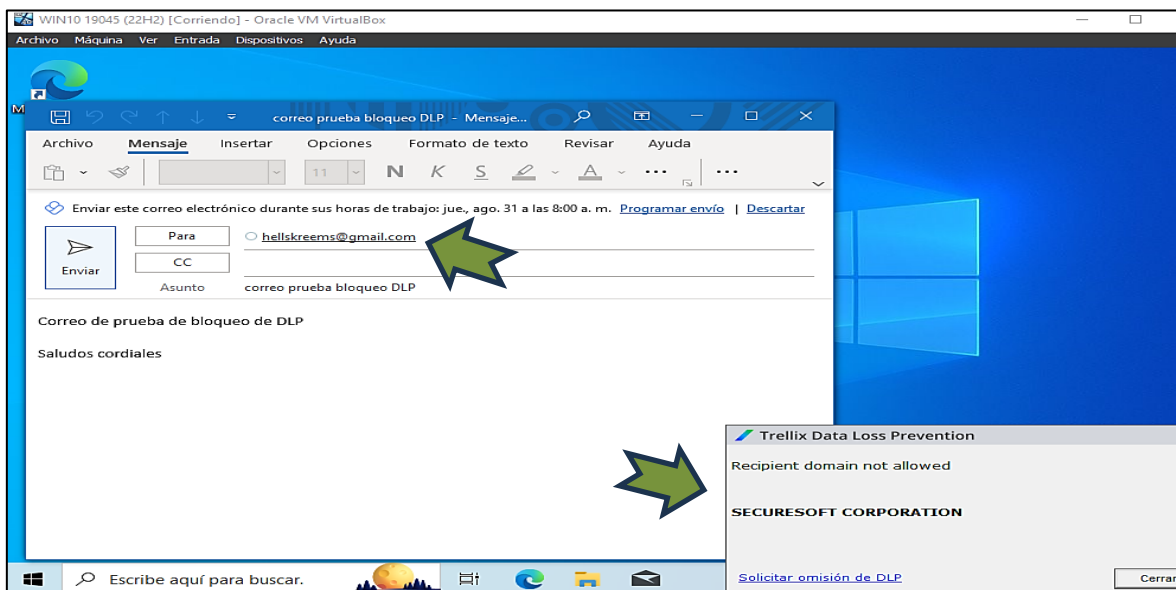 WIN10 19045 (22H2) [Corriendo] - Oracle VM VirtualBox
Archivo Máquina Ver Entrada Dispositivos Ayuda
M
correo prueba bloqueo DLP - Mensaje...
Archivo Mensaje Insertar Opciones Formato de texto Revisar Ayuda
11 N K S A
Enviar este correo electrónico durante sus horas de trabajo: jue., ago. 31 a las 8:00 a. m. Programar envío | Descartar
Para hellskreems@gmail.com
Enviar
CC
Asunto correo prueba bloqueo DLP
Correo de prueba de bloqueo de DLP
Saludos cordiales
Trellix Data Loss Prevention
Recipient domain not allowed
SECURESOFT CORPORATION
Solicitar omisión de DLP Cerrar
Escribe aquí para buscar.